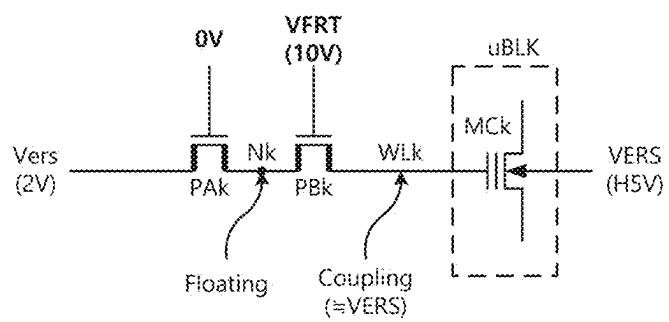 0V
VFRT
(10V)
uBLK
MCk
Vers
(2V)
PAk
Nk
PBk
WLk
VERS
(H5V)
Floating
Coupling
(≒VERS)